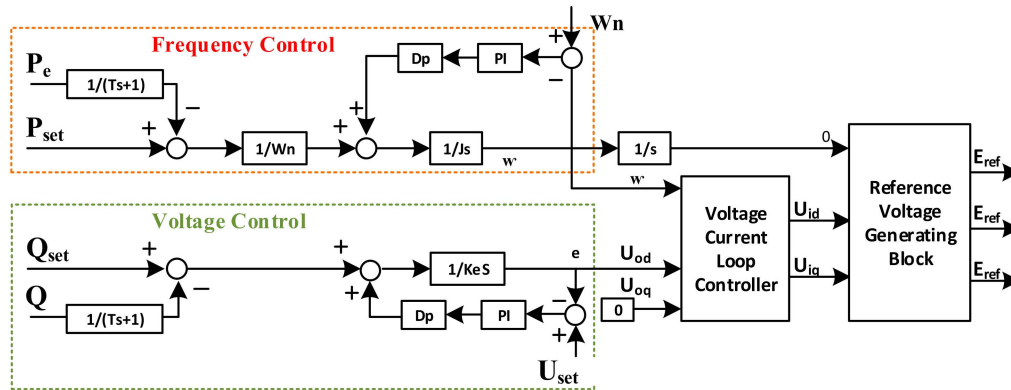 Wn
Frequency Control
Pe
1/(Ts+1)
Dp
PI
Pset
1/Wn
1/Js
w
1/s
0
w
Voltage Control
Qset
Q
1/(Ts+1)
1/KeS
Dp
PI
e
Uset
Uod
Uoq
0
Voltage
Current
Loop
Controller
Uid
Uiq
Reference
Voltage
Generating
Block
Eref
Eref
Eref
+
−
+
−
+
+
+
−
+
+
−
+